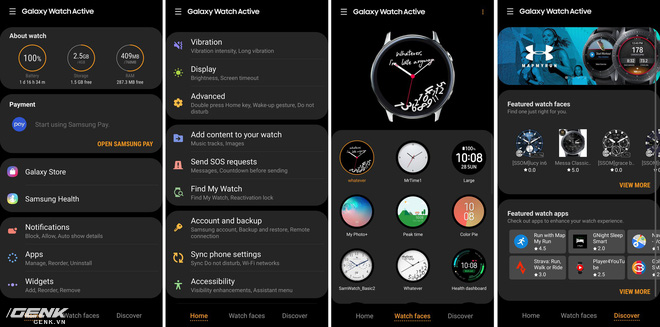 Galaxy Watch Active
About watch
100%
Battery
1 d 16 h 34 m
2.5GB
Storage
1.5 GB free
409MB
RAM
287.3 MB free
Payment
pay
Start using Samsung Pay
OPEN SAMSUNG PAY
Galaxy Store
Samsung Health
Notifications
Block, Allow, Auto show details
Apps
Manage, Reorder, Uninstall
Widgets
Add, Reorder, Remove
Watch faces
Discover
GENK
GENK.VN
Galaxy Watch Active
Vibration
Vibration intensity, Long vibration
Display
Brightness, Screen timeout
Advanced
Double press Home key, Wake-up gesture, Do not
disturb
Add content to your watch
Music tracks, Images
Send SOS requests
Messages, Countdown before sending
Find My Watch
Find My Watch, Reactivation lock
Account and backup
Samsung account, Backup and restore, Remote
connection
Sync phone settings
Sync Do not disturb, Wi-Fi networks
Accessibility
Visibility enhancements, Assistant menu
Home
Watch faces
Discover
Galaxy Watch Active
Whatever,
I'm late anyway
whatever
MrTime1
100%
10:08
28 SUN
Large
My Photo+
Peak time
10
08
Color Pie
SamWatch_Basic2
Whatever
10:08
Health dashboard
Home
Watch faces
Discover
Galaxy Watch Active
UNDER ARMOUR
MAPMYRUN
Featured watch faces
Find one just right for you.
[SSOM]lucy inti
★ 0.0
Messa Classic...
★ 5.0
[SSOM]grace b...
★ 0.0
VIEW MORE
Featured watch apps
Check out apps to enhance your watch experience.
Run with Map
My Run
★ 4.5
GNight Sleep
Smart
★ 2.0
Strava: Run,
Walk or Ride
★ 3.0
Player4YouTu
be
★ 2.5
VIEW MORE
Home
Watch faces
Discover